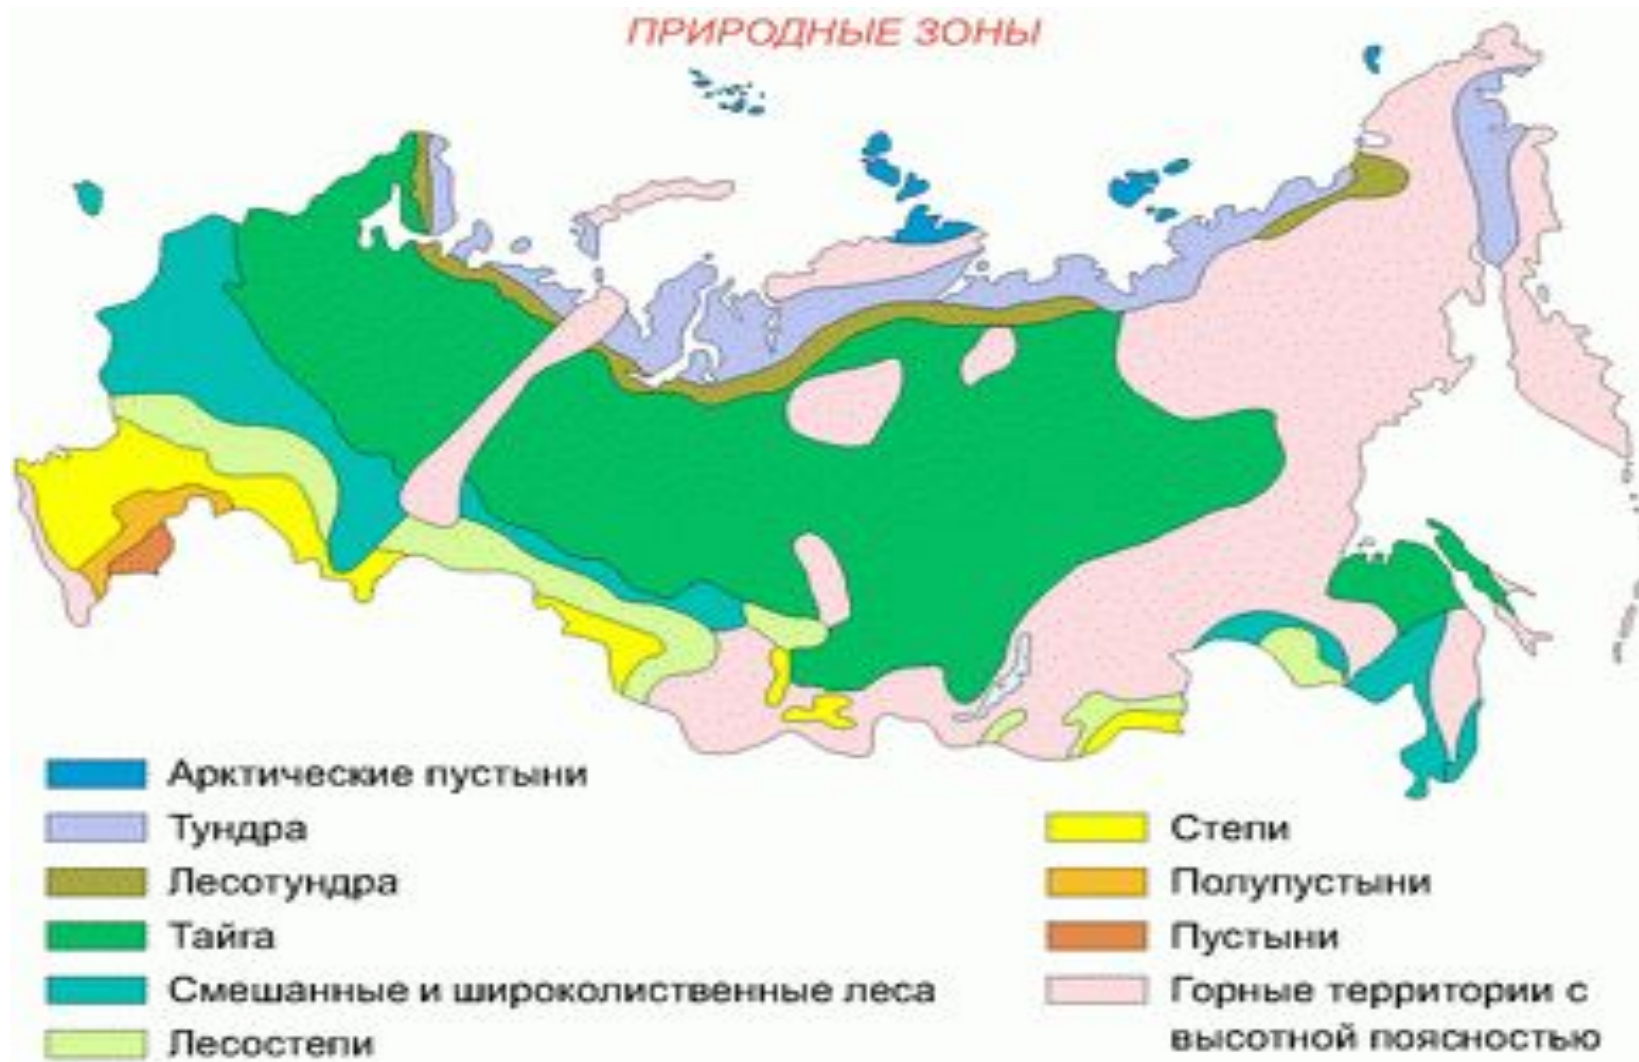 ПРИРОДНЫЕ ЗОНЫ
Арктические пустыни
Тундра
Лесотундра
Тайга
Смешанные и широколиственные леса
Лесостепи
Степи
Полупустыни
Пустыни
Горные территории с
высотной поясностью